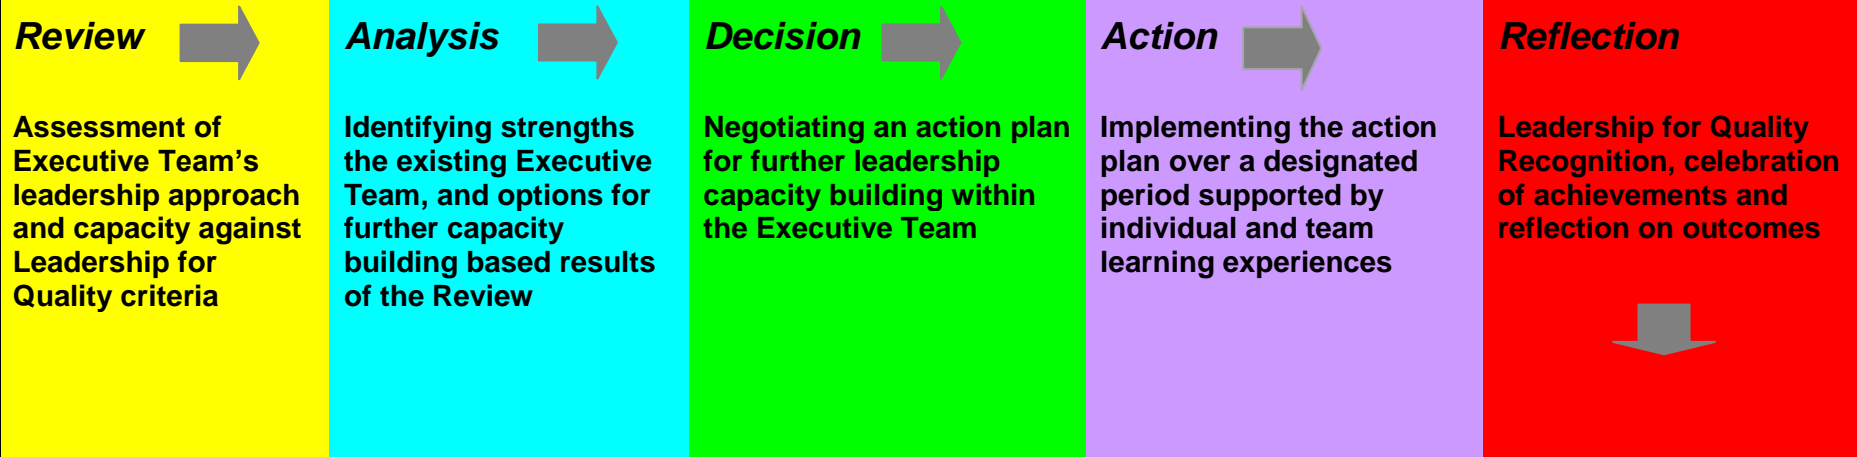 Review
Assessment of
Executive Team’s
leadership approach
and capacity against
Leadership for
Quality criteria
Analysis
Identifying strengths
the existing Executive
Team, and options for
further capacity
building based results
of the Review
Decision
Negotiating an action plan
for further leadership
capacity building within
the Executive Team
Action
Implementing the action
plan over a designated
period supported by
individual and team
learning experiences
Reflection
Leadership for Quality
Recognition, celebration
of achievements and
reflection on outcomes